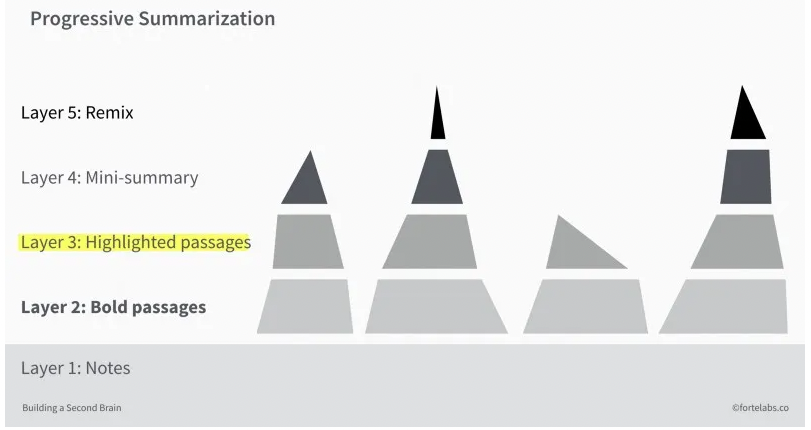 Progressive Summarization
Layer 5: Remix
Layer 4: Mini-summary
Layer 3: Highlighted passages
Layer 2: Bold passages
Layer 1: Notes
Building a Second Brain
©fortelabs.co